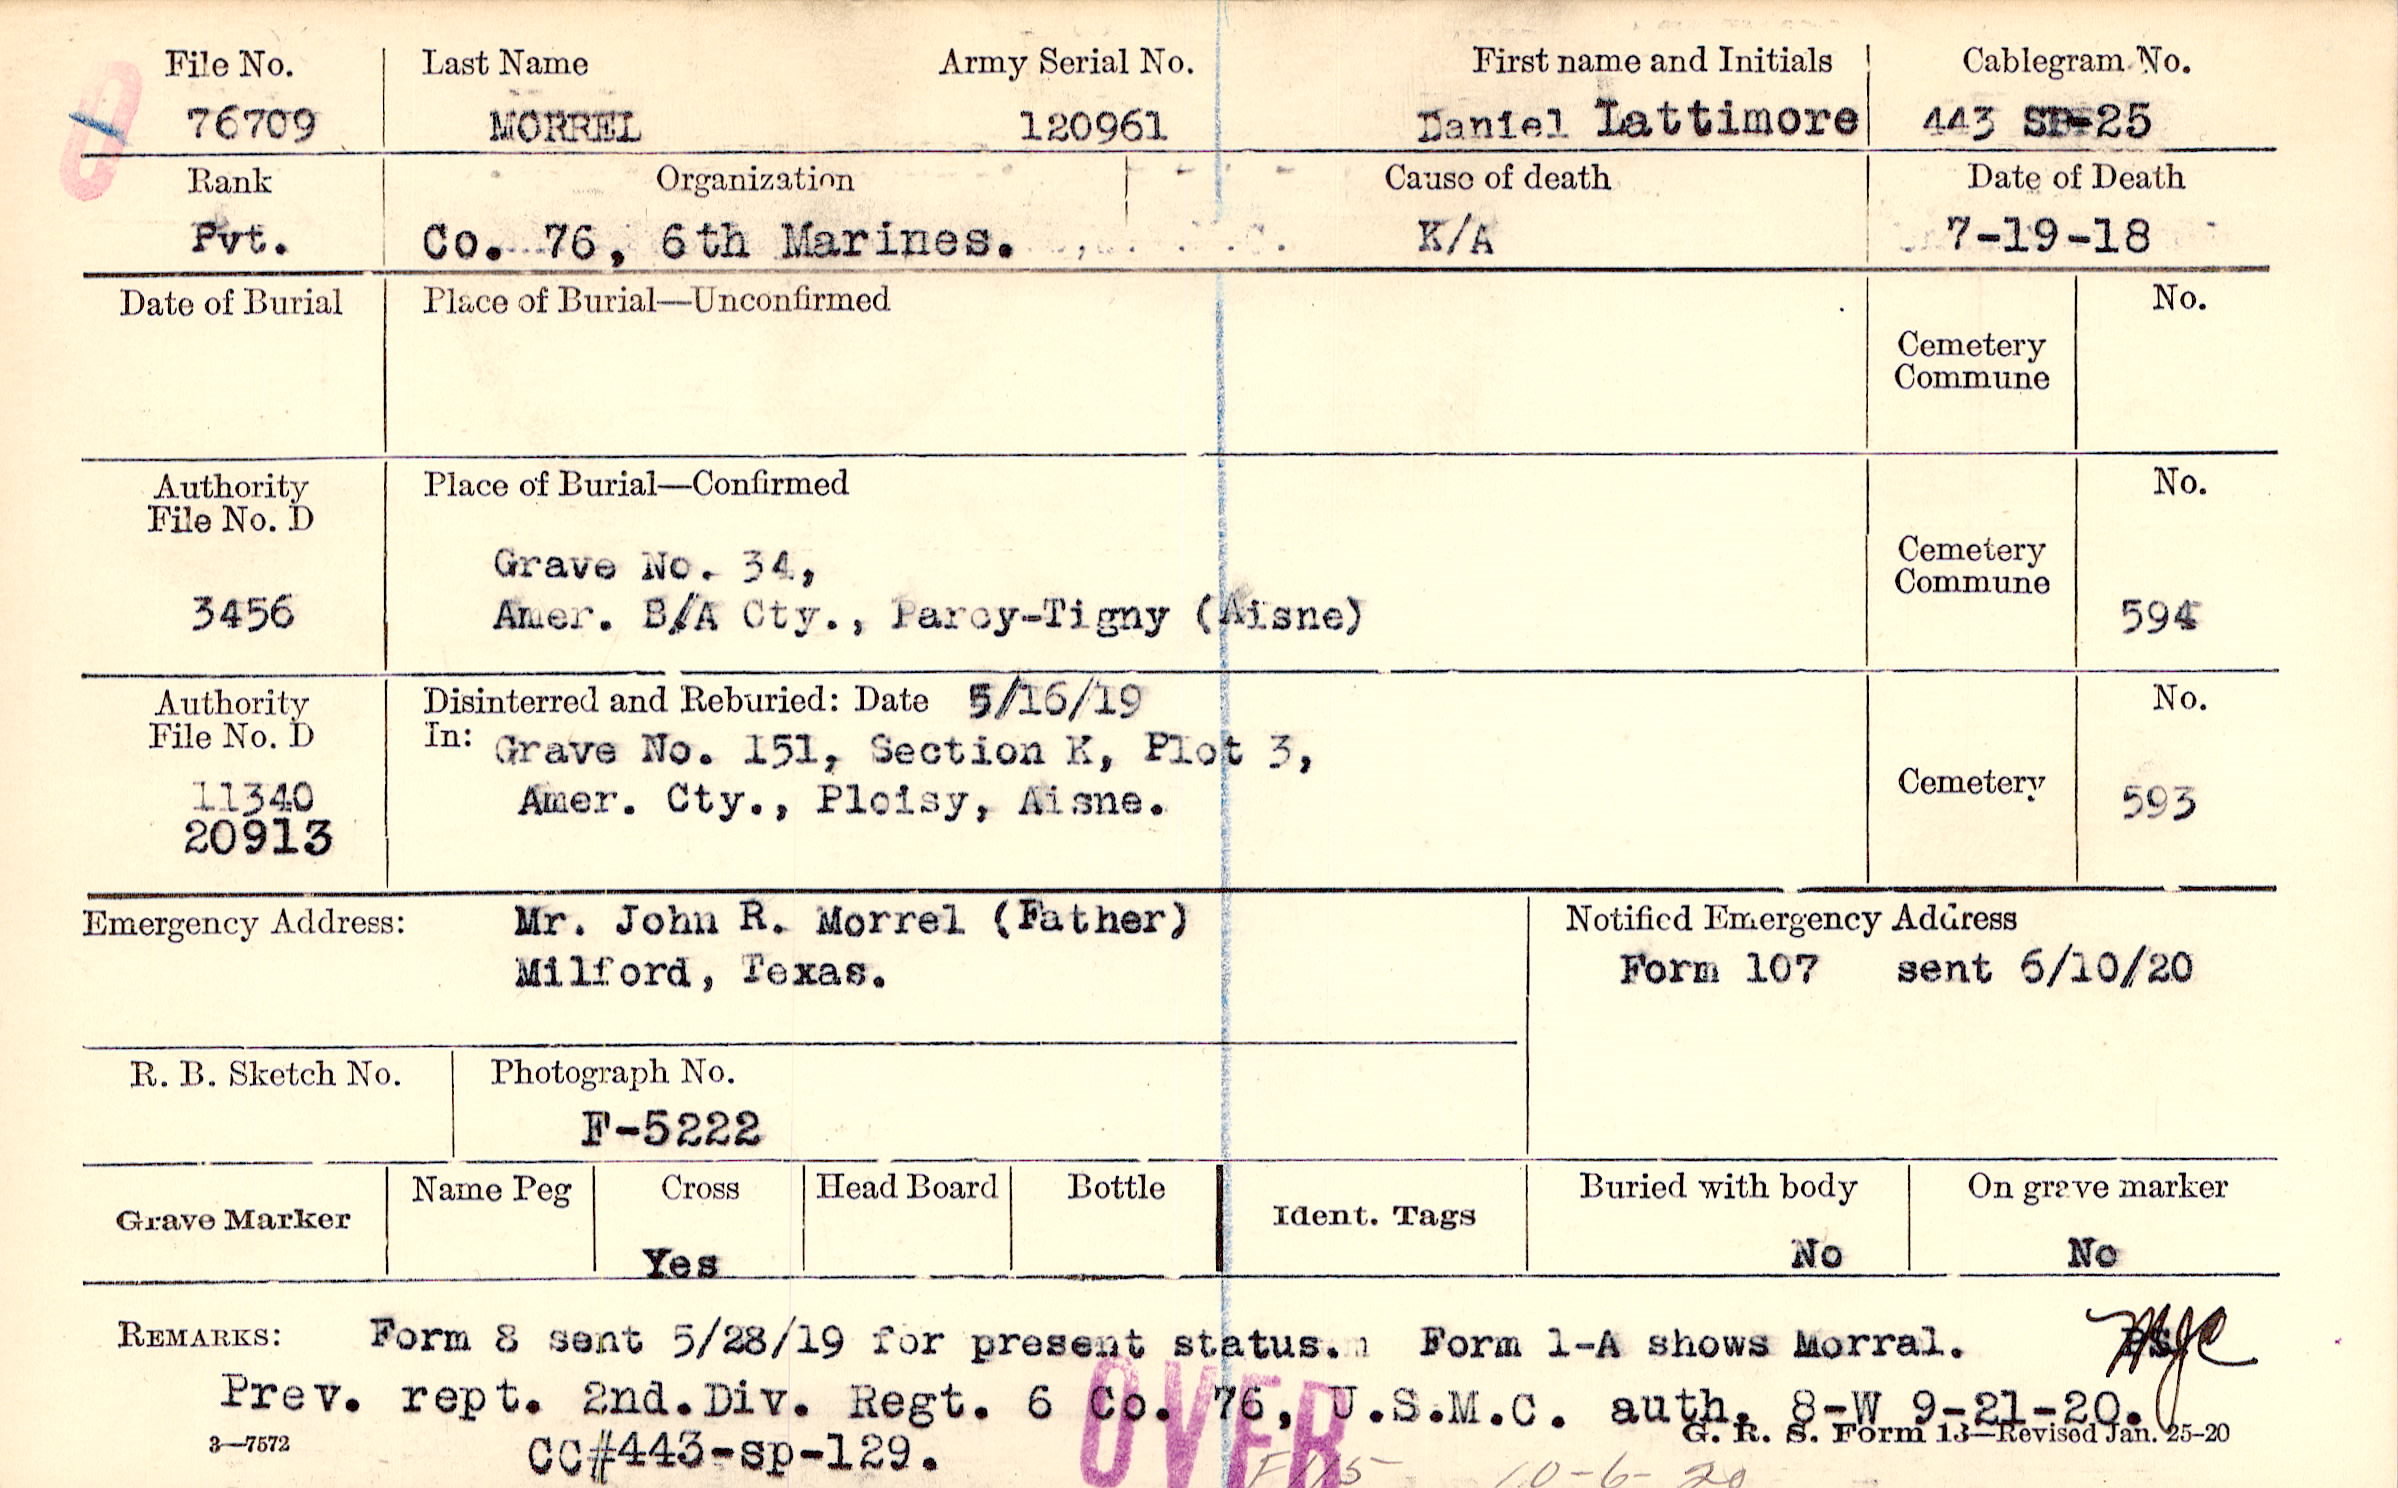 File No. Last Name Army Serial No. First name and Initials Cablegram No.
76709 MORREL 120961 Daniel Lattimore 443 SP-25
Rank Organization Cause of death Date of Death
Pvt. Co. 76, 6th Marines. K/A 7-19-18
Date of Burial Place of Burial—Unconfirmed No.
Cemetery
Commune
Authority Place of Burial—Confirmed No.
File No. D
Grave No. 34, Cemetery
Commune
3456 Amer. B/A Cty., Parcy-Tigny (Aisne) 594
Authority Disinterred and Reburied: Date 5/16/19 No.
File No. D In: Grave No. 151, Section K, Plot 3,
Cemetery
11340 Amer. Cty., Ploisy, Aisne. 593
20913
Emergency Address: Mr. John R. Morrel (Father) Notified Emergency Address
Milford, Texas. Form 107 sent 6/10/20
R. B. Sketch No. Photograph No.
F-5222
Name Peg Cross Head Board Bottle Buried with body On grave marker
Grave Marker Ident. Tags
Yes No No
REMARKS: Form 8 sent 5/28/19 for present status. Form 1-A shows Morral.
Prev. rept. 2nd.Div. Regt. 6 Co. 76, U.S.M.C. auth. 8-W 9-21-20.
3—7572 G. R. S. Form 13—Revised Jan. 25-20
CC#443-sp-129.
OVER
10-6-20